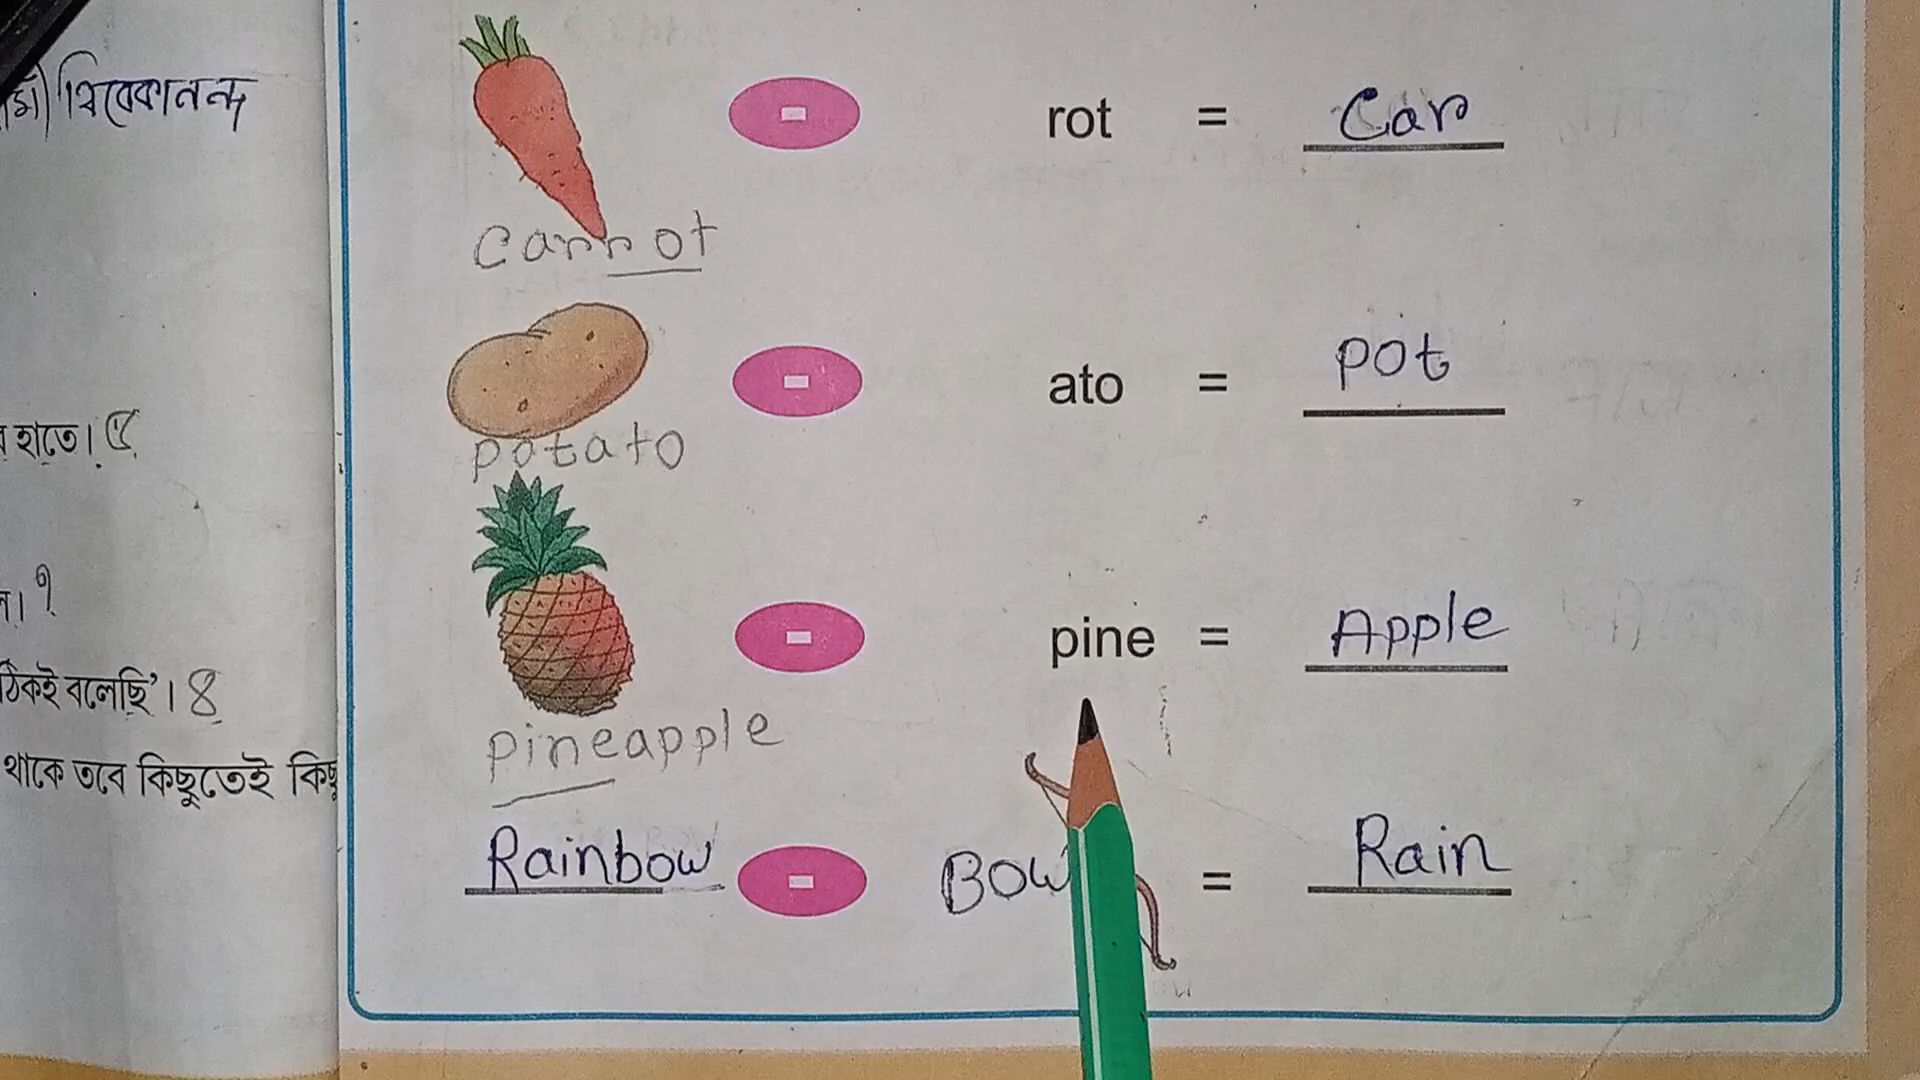 বিবেকানন্দ
rot = Car
Carrot
ato = pot
potato
হাতে। ৫
pine = Apple
pineapple
। ৭
ঠিকই বলেছি’। ৪
থাকে তবে কিছুতেই
Rainbow - Bow = Rain